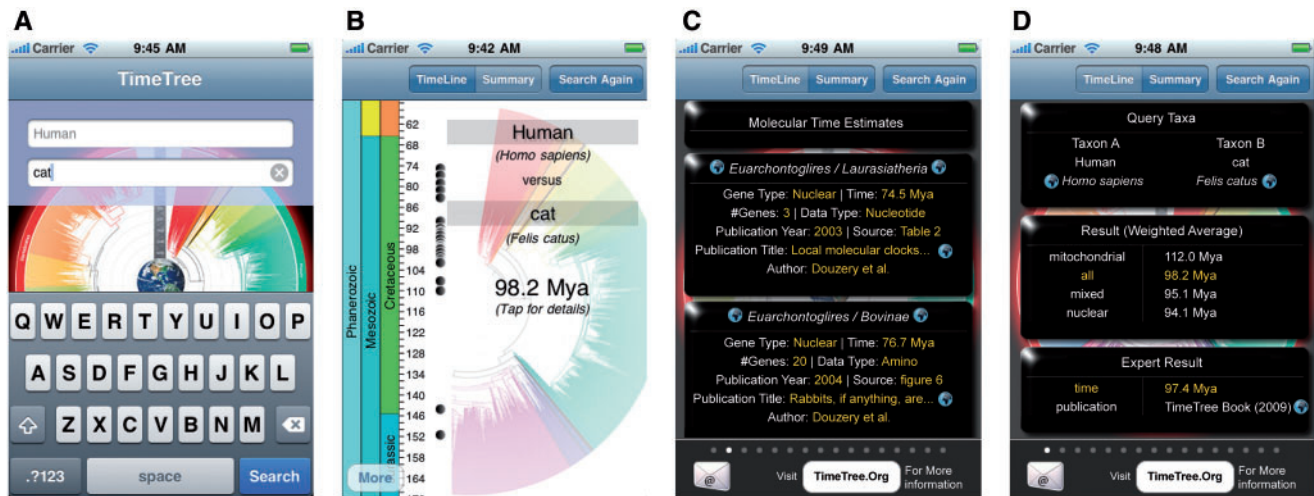 A
Carrier 9:45 AM
TimeTree
Human
cat
Q W E R T Y U I O P
A S D F G H J K L
Z X C V B N M
.?123 space Search
B
Carrier 9:42 AM
TimeLine Summary Search Again
Phanerozoic
Mesozoic
Cretaceous
assic
62
68
74
80
86
92
98
104
110
116
122
128
134
140
146
152
158
164
Human
(Homo sapiens)
versus
cat
(Felis catus)
98.2 Mya
(Tap for details)
More
C
Carrier 9:49 AM
TimeLine Summary Search Again
Molecular Time Estimates
Euarchontoglires / Laurasiatheria
Gene Type: Nuclear | Time: 74.5 Mya
#Genes: 3 | Data Type: Nucleotide
Publication Year: 2003 | Source: Table 2
Publication Title: Local molecular clocks...
Author: Douzery et al.
Euarchontoglires / Bovinae
Gene Type: Nuclear | Time: 76.7 Mya
#Genes: 20 | Data Type: Amino
Publication Year: 2004 | Source: figure 6
Publication Title: Rabbits, if anything, are...
Author: Douzery et al.
@
Visit TimeTree.Org For More
information
D
Carrier 9:48 AM
TimeLine Summary Search Again
Query Taxa
Taxon A Taxon B
Human cat
Homo sapiens Felis catus
Result (Weighted Average)
mitochondrial 112.0 Mya
all 98.2 Mya
mixed 95.1 Mya
nuclear 94.1 Mya
Expert Result
time 97.4 Mya
publication TimeTree Book (2009)
@
Visit TimeTree.Org For More
information